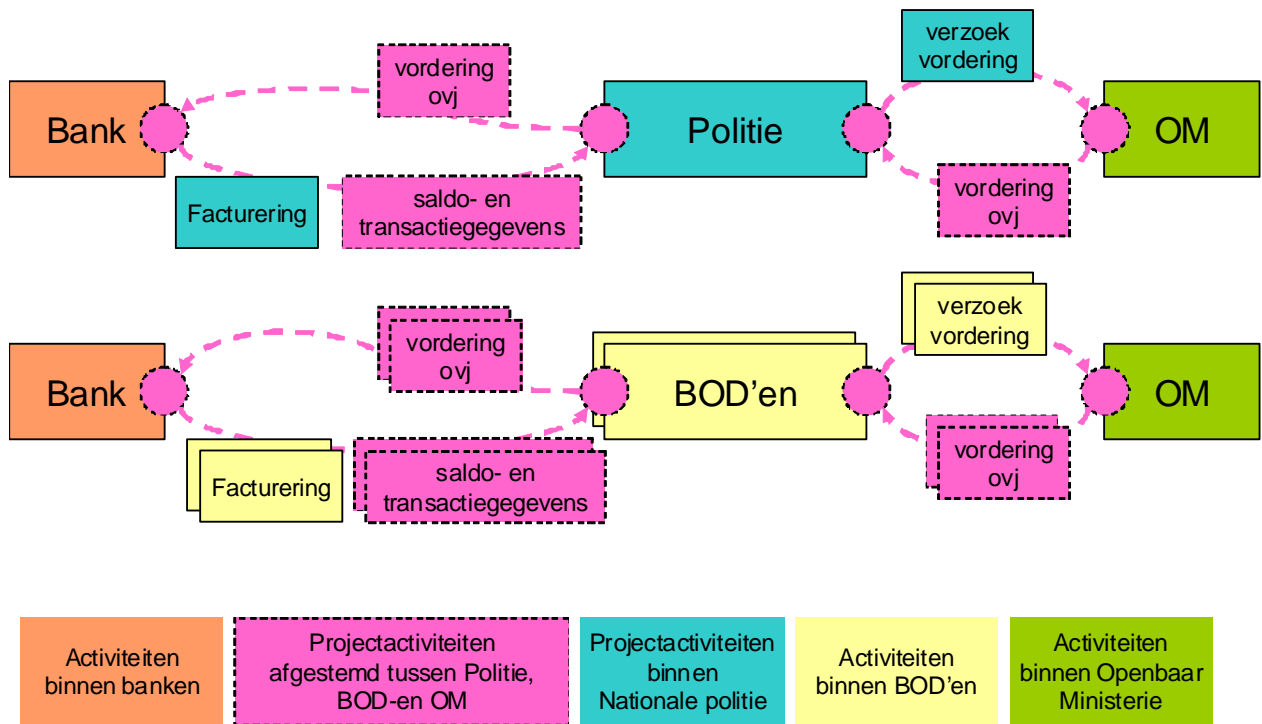 verzoek
vordering
vordering
ovj
Bank
Politie
OM
Facturering
saldo- en
transactiegegevens
vordering
ovj
verzoek
vordering
vordering
ovj
Bank
BOD'en
OM
Facturering
saldo- en
transactiegegevens
vordering
ovj
Activiteiten
binnen banken
Projectactiviteiten
afgestemd tussen Politie,
BOD-en OM
Projectactiviteiten
binnen
Nationale politie
Activiteiten
binnen BOD'en
Activiteiten
binnen Openbaar
Ministerie